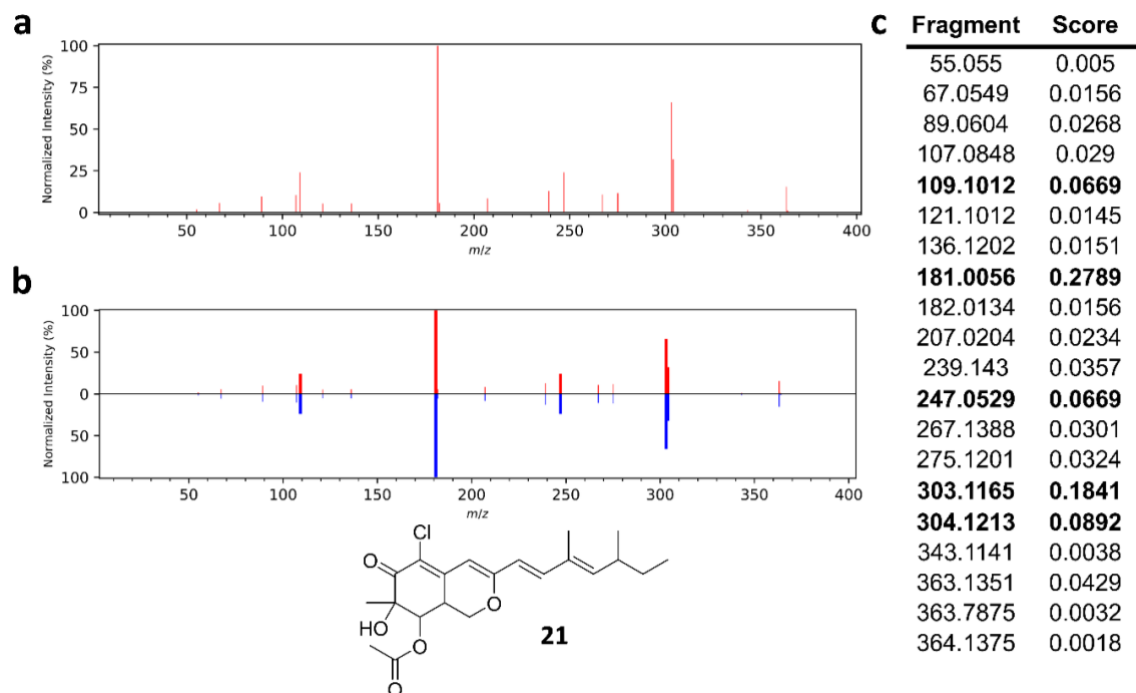 a
100
75
50
25
0
Normalized Intensity (%)
50 100 150 200 250 300 350 400
m/z
b
100
50
0
50
100
Normalized Intensity (%)
50 100 150 200 250 300 350 400
m/z
Cl
O
O
HO
O
O
21
c
Fragment Score
55.055 0.005
67.0549 0.0156
89.0604 0.0268
107.0848 0.029
109.1012 0.0669
121.1012 0.0145
136.1202 0.0151
181.0056 0.2789
182.0134 0.0156
207.0204 0.0234
239.143 0.0357
247.0529 0.0669
267.1388 0.0301
275.1201 0.0324
303.1165 0.1841
304.1213 0.0892
343.1141 0.0038
363.1351 0.0429
363.7875 0.0032
364.1375 0.0018